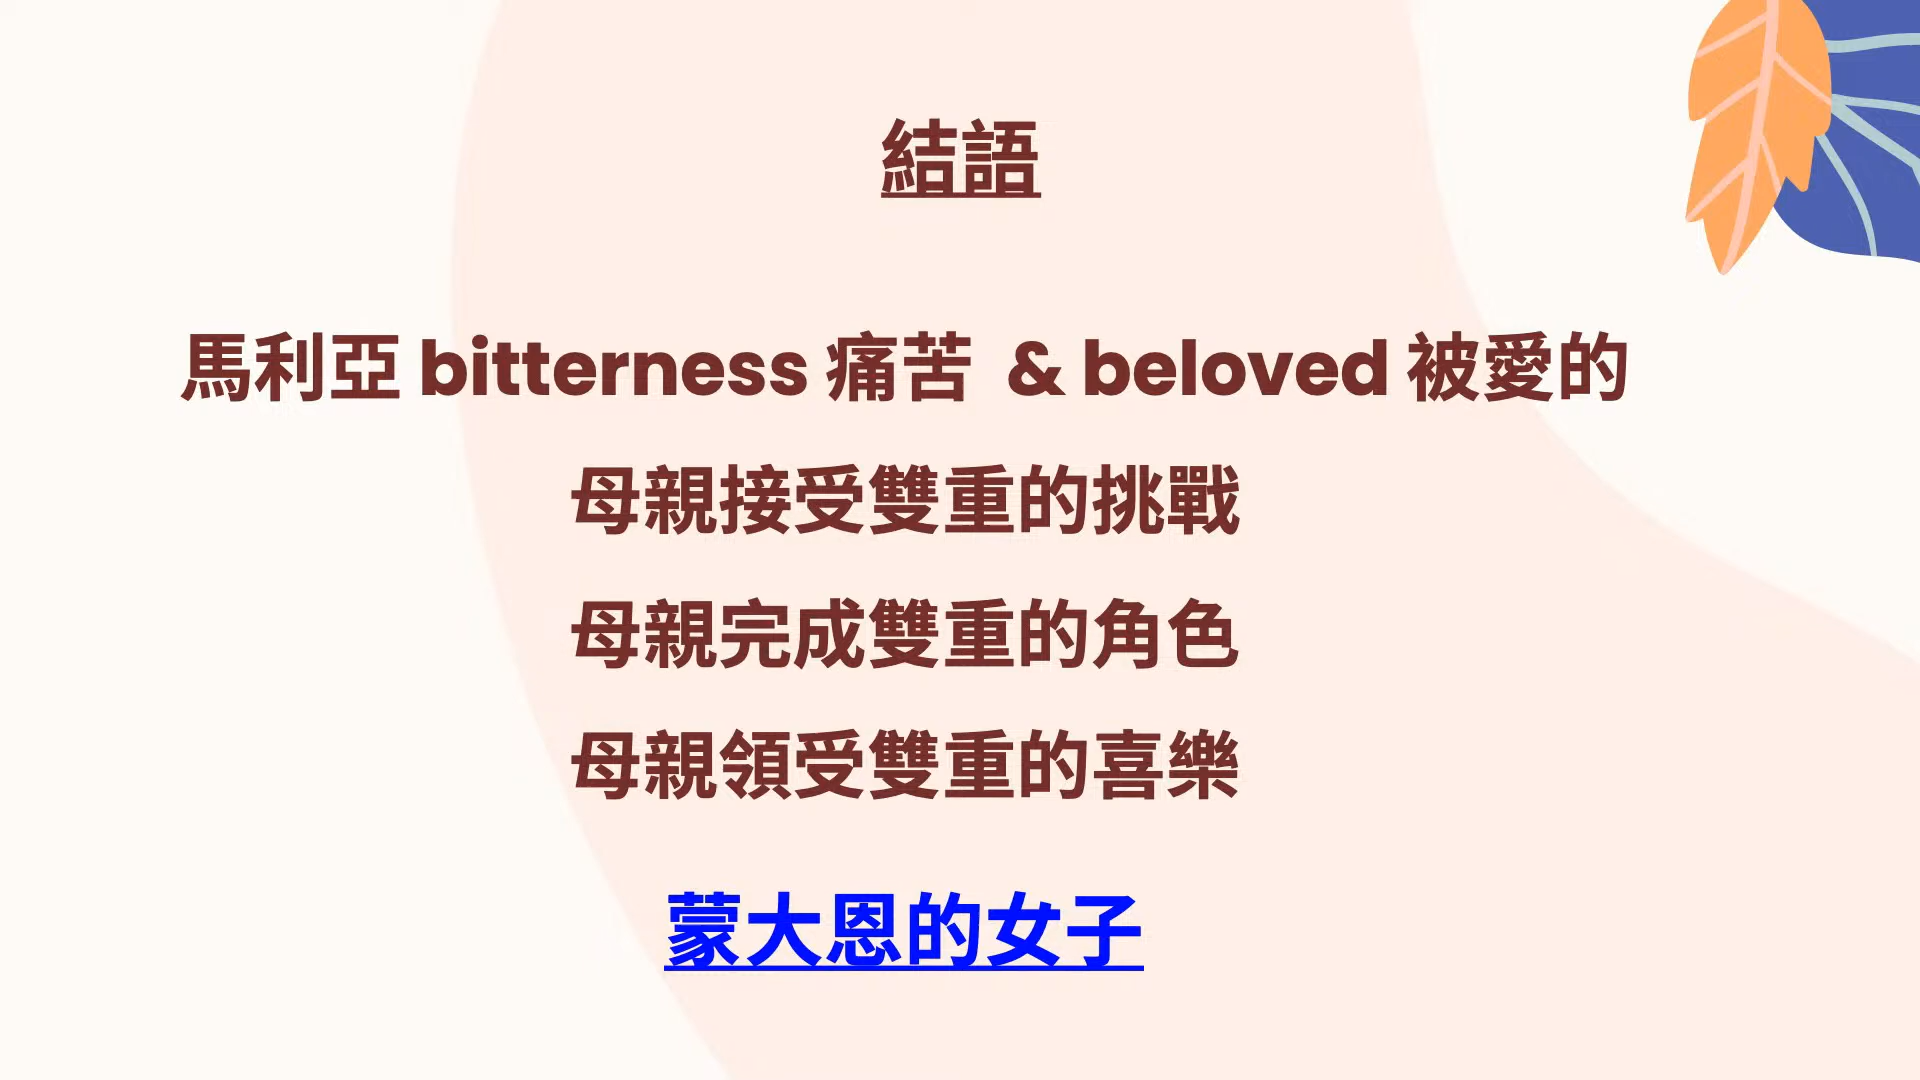 結語
馬利亞 bitterness 痛苦 & beloved 被愛的
母親接受雙重的挑戰
母親完成雙重的角色
母親領受雙重的喜樂
蒙大恩的女子